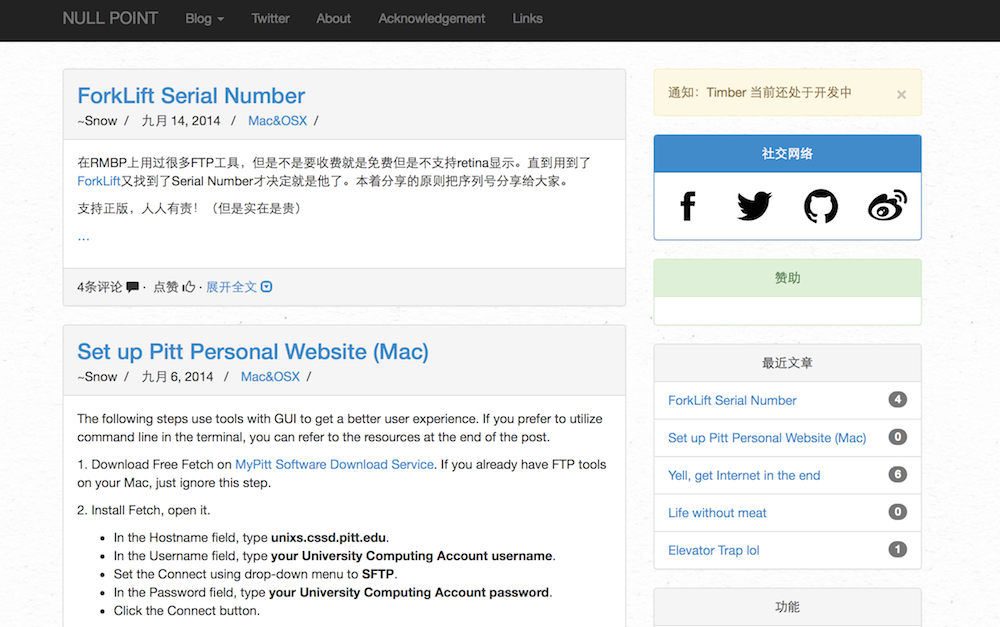 NULL POINT Blog Twitter About Acknowledgement Links
ForkLift Serial Number
~Snow / 九月 14, 2014 / Mac&OSX /
在RMBP上用过很多FTP工具，但是不是要收费就是免费但是不支持retina显示。直到用到了
ForkLift又找到了Serial Number才决定就是他了。本着分享的原则把序列号分享给大家。
支持正版，人人有责！（但是实在是贵）
…
4条评论 · 点赞 · 展开全文
Set up Pitt Personal Website (Mac)
~Snow / 九月 6, 2014 / Mac&OSX /
The following steps use tools with GUI to get a better user experience. If you prefer to utilize
command line in the terminal, you can refer to the resources at the end of the post.
1. Download Free Fetch on MyPitt Software Download Service. If you already have FTP tools
on your Mac, just ignore this step.
2. Install Fetch, open it.
• In the Hostname field, type unixs.cssd.pitt.edu.
• In the Username field, type your University Computing Account username.
• Set the Connect using drop-down menu to SFTP.
• In the Password field, type your University Computing Account password.
• Click the Connect button.
通知：Timber 当前还处于开发中 ×
社交网络
赞助
最近文章
ForkLift Serial Number 4
Set up Pitt Personal Website (Mac) 0
Yell, get Internet in the end 6
Life without meat 0
Elevator Trap lol 1
功能